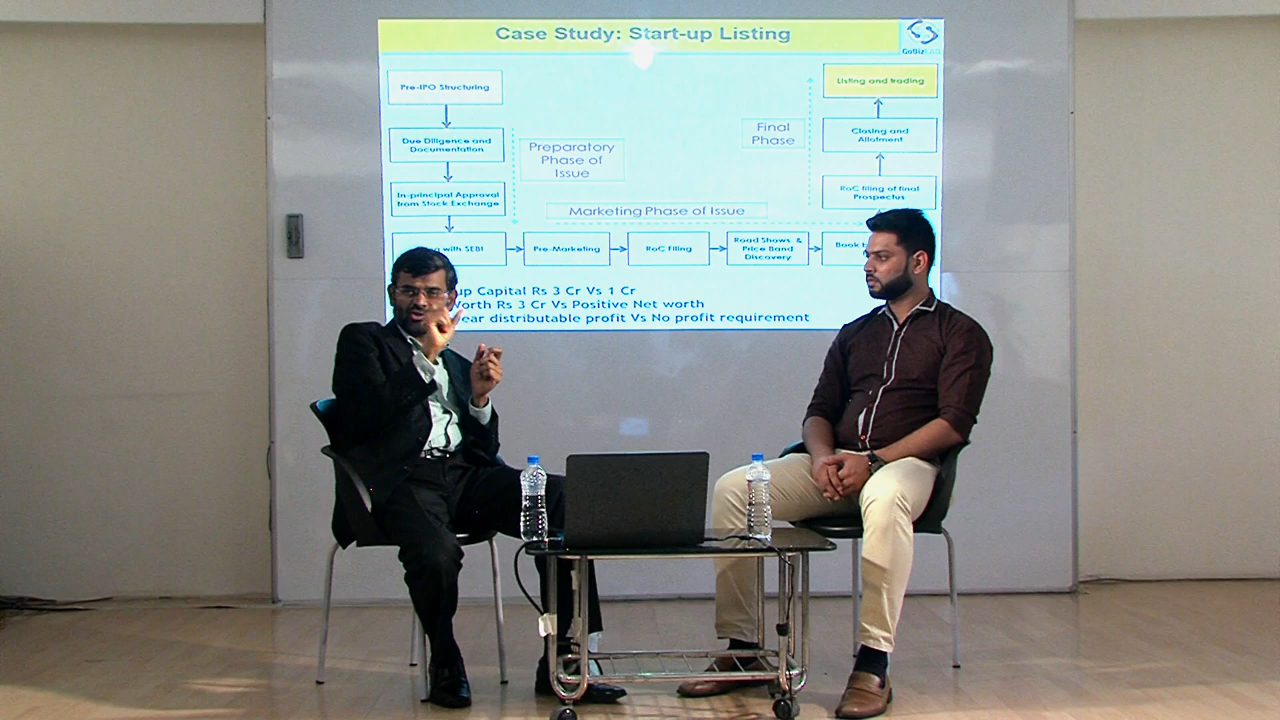 Case Study: Start-up Listing
GoBizLAB
Pre-IPO Structuring
Due Diligence and
Documentation
In-principal Approval
from Stock Exchange
with SEBI
Pre-Marketing
RoC Filing
Road Shows &
Price Band
Discovery
Book
RoC filing of final
Prospectus
Closing and
Allotment
Listing and trading
Preparatory
Phase of
Issue
Marketing Phase of Issue
Final
Phase
up Capital Rs 3 Cr Vs 1 Cr
Worth Rs 3 Cr Vs Positive Net worth
ear distributable profit Vs No profit requirement